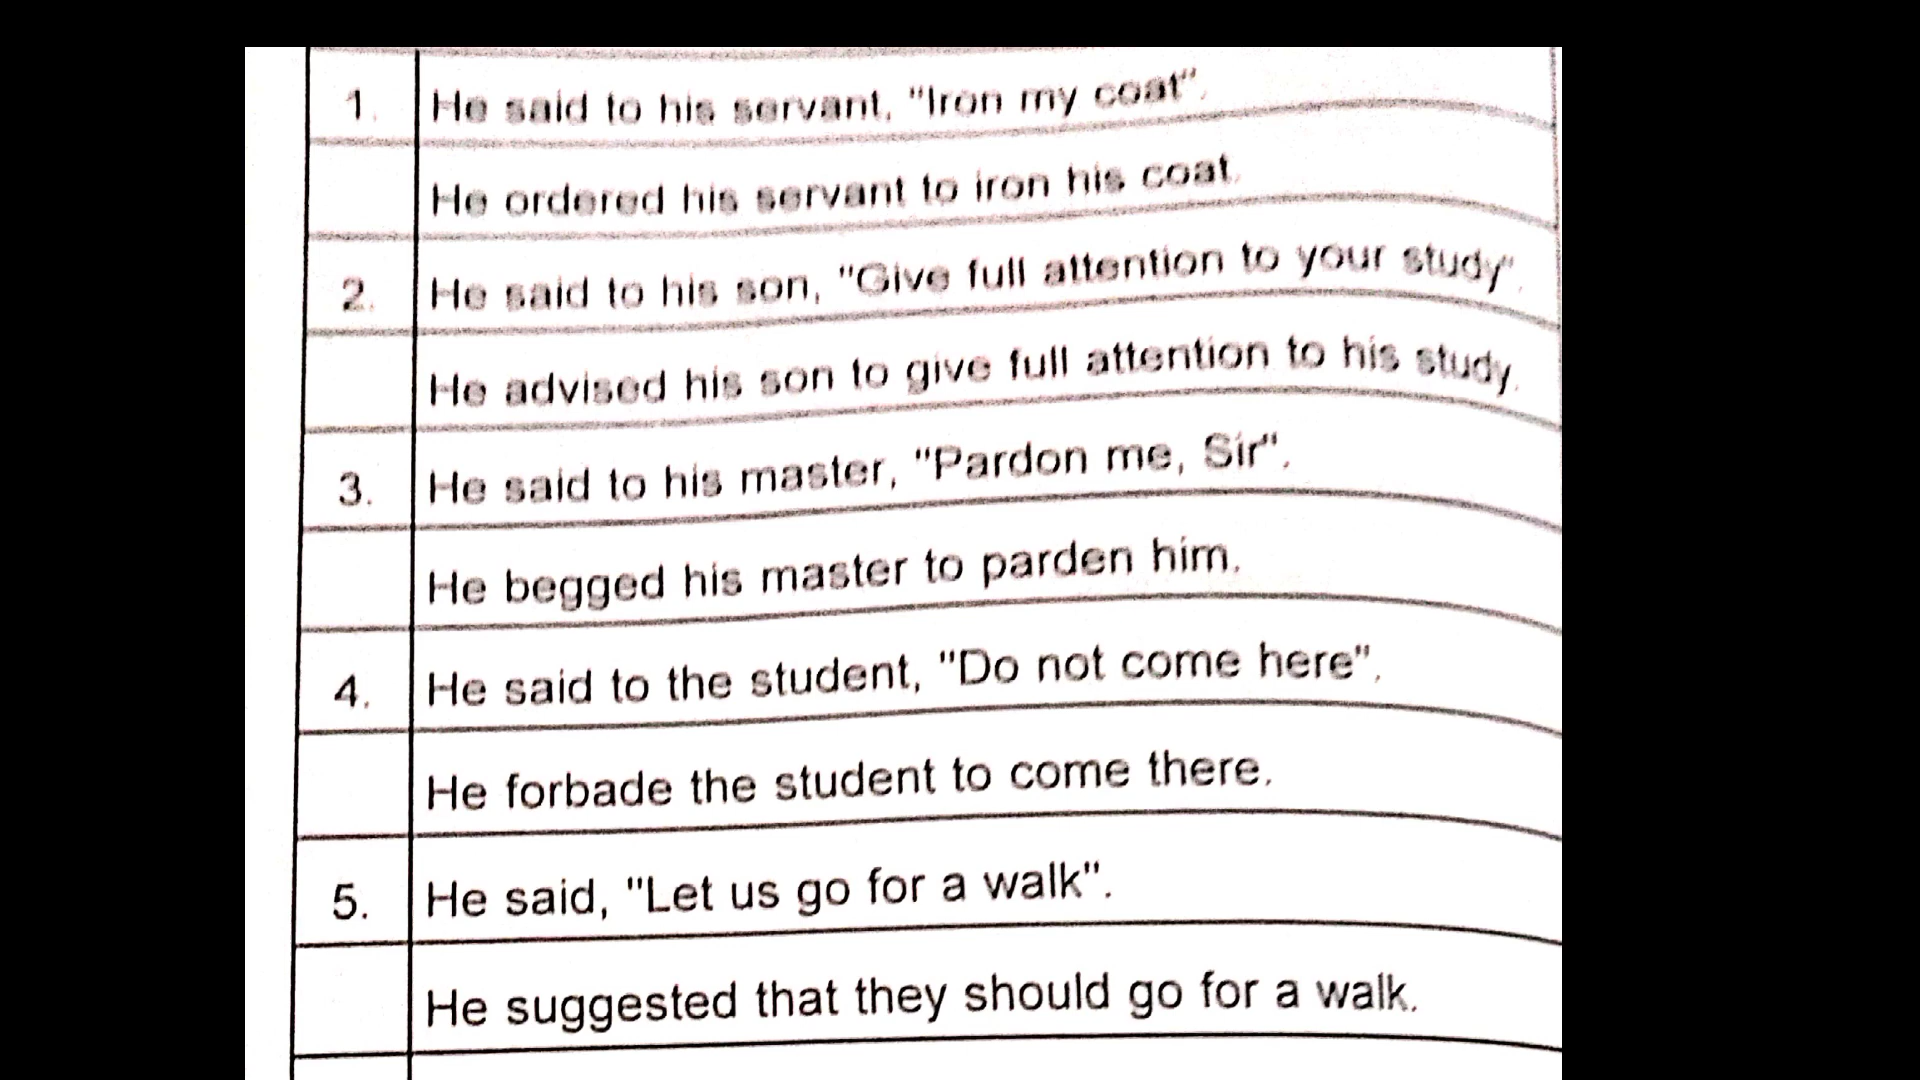 1. He said to his servant, "Iron my coat".
He ordered his servant to iron his coat.
2. He said to his son, "Give full attention to your study".
He advised his son to give full attention to his study.
3. He said to his master, "Pardon me, Sir".
He begged his master to parden him.
4. He said to the student, "Do not come here".
He forbade the student to come there.
5. He said, "Let us go for a walk".
He suggested that they should go for a walk.